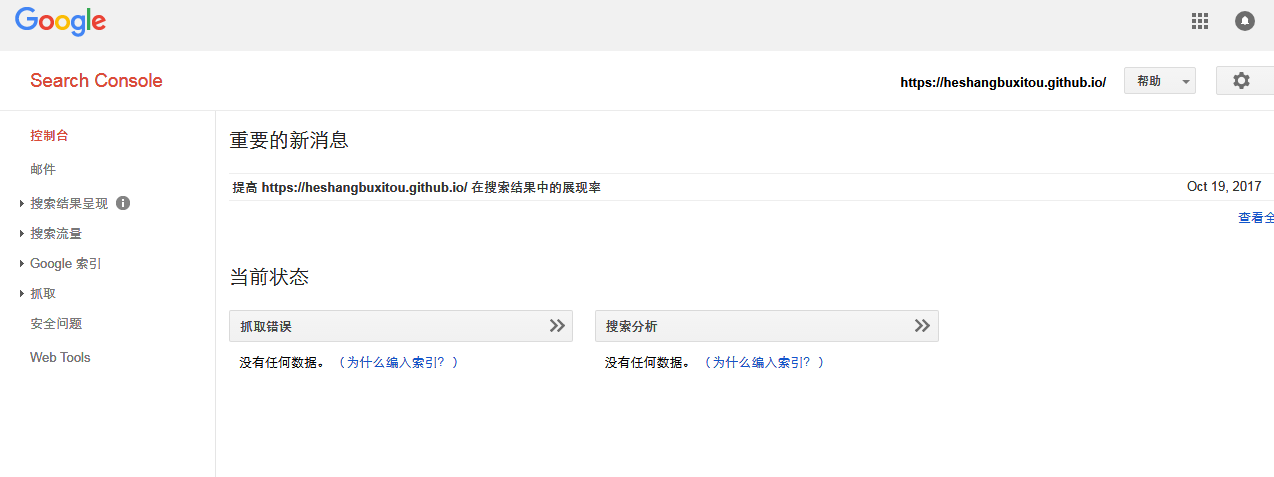 Google
Search Console
https://heshangbuxitou.github.io/
帮助
控制台
邮件
搜索结果呈现
搜索流量
Google 索引
抓取
安全问题
Web Tools
重要的新消息
提高 https://heshangbuxitou.github.io/ 在搜索结果中的展现率
Oct 19, 2017
查看全
当前状态
抓取错误
没有任何数据。（为什么编入索引？）
搜索分析
没有任何数据。（为什么编入索引？）